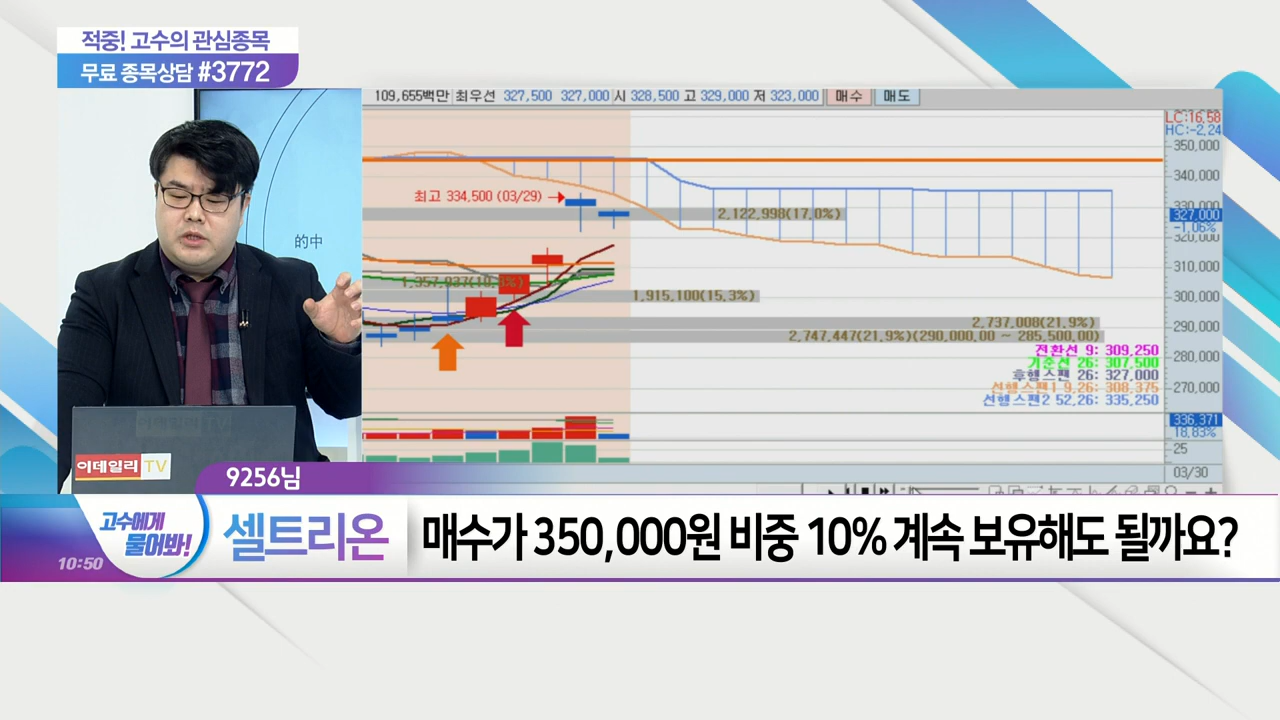 적중! 고수의 관심종목
무료 종목상담 #3772
109,655백만 최우선 327,500 327,000 시 328,500 고 329,000 저 323,000 매수 매도
LC:16.58
HC:-2.24
350,000
340,000
최고 334,500 (03/29)
330,000
327,000
-1.06%
320,000
2,122,998(17.0%)
的中
310,000
1,915,100(15.3%)
300,000
2,737,008(21.9%)
290,000
2,747,447(21.9%)(290,000.00 ~ 285,500.00)
전환선 9: 309,250
기준선 26: 307,500
280,000
후행스팬 26: 327,000
선행스팬1 9,26: 308,375
270,000
선행스팬2 52,26: 335,250
336,371
18.83%
25
03/30
이데일리 TV
9256님
고수에게
물어봐!
10:50
셀트리온
매수가 350,000원 비중 10% 계속 보유해도 될까요?